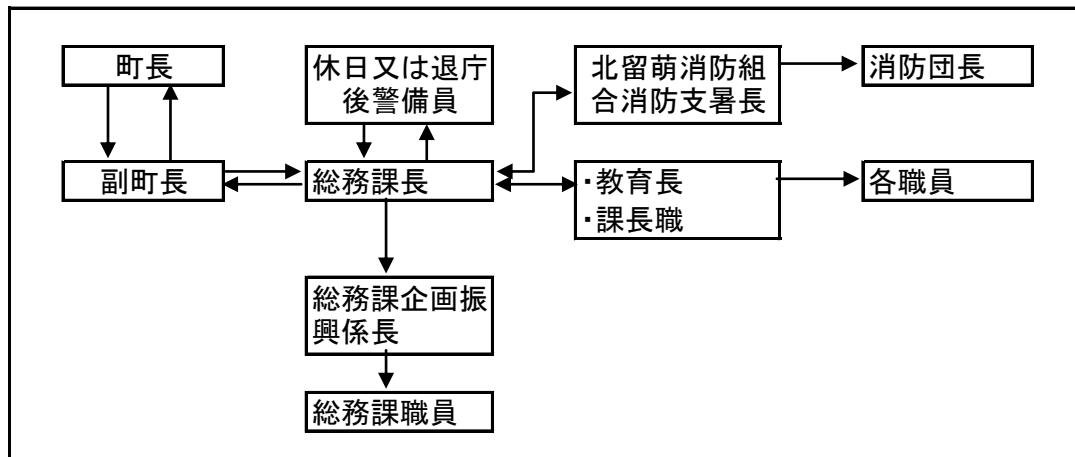 町長
休日又は退庁
後警備員
北留萌消防組
合消防支署長
消防団長
副町長
総務課長
・教育長
・課長職
各職員
総務課企画振
興係長
総務課職員